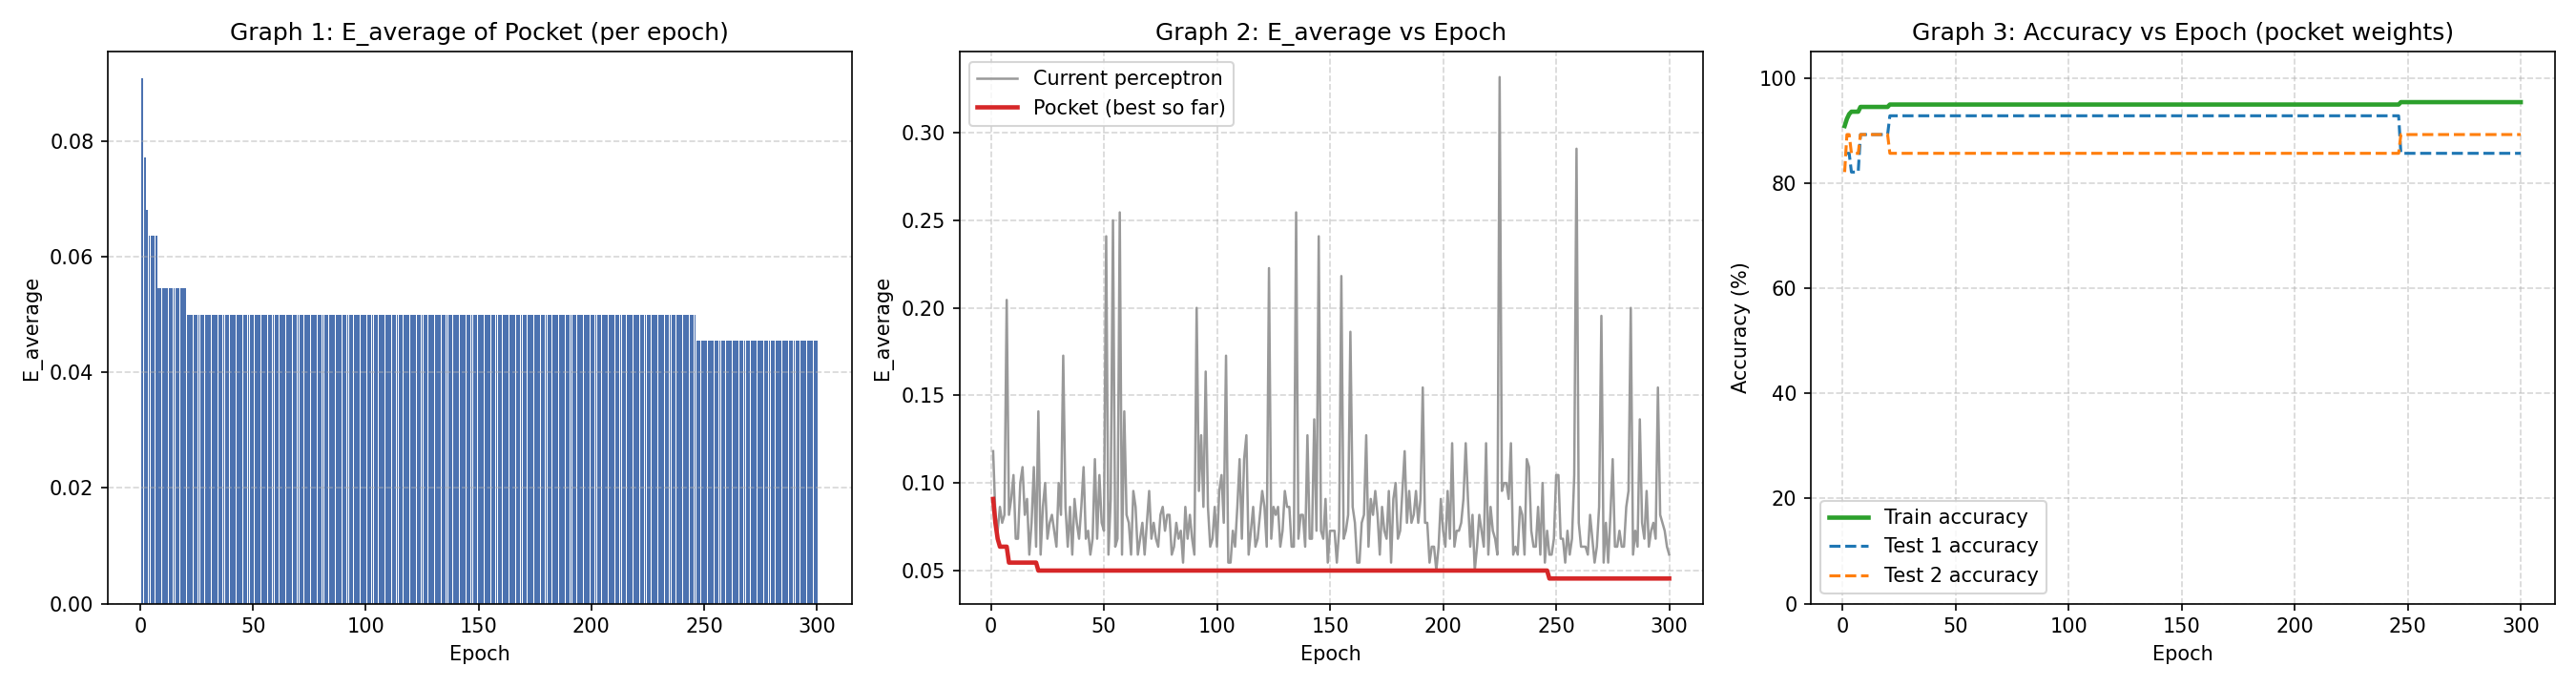 Graph 1: E_average of Pocket (per epoch)
E_average
0.08
0.06
0.04
0.02
0.00
0 50 100 150 200 250 300
Epoch
Graph 2: E_average vs Epoch
Current perceptron
Pocket (best so far)
E_average
0.30
0.25
0.20
0.15
0.10
0.05
0 50 100 150 200 250 300
Epoch
Graph 3: Accuracy vs Epoch (pocket weights)
Accuracy (%)
100
80
60
40
20
0
Train accuracy
Test 1 accuracy
Test 2 accuracy
0 50 100 150 200 250 300
Epoch